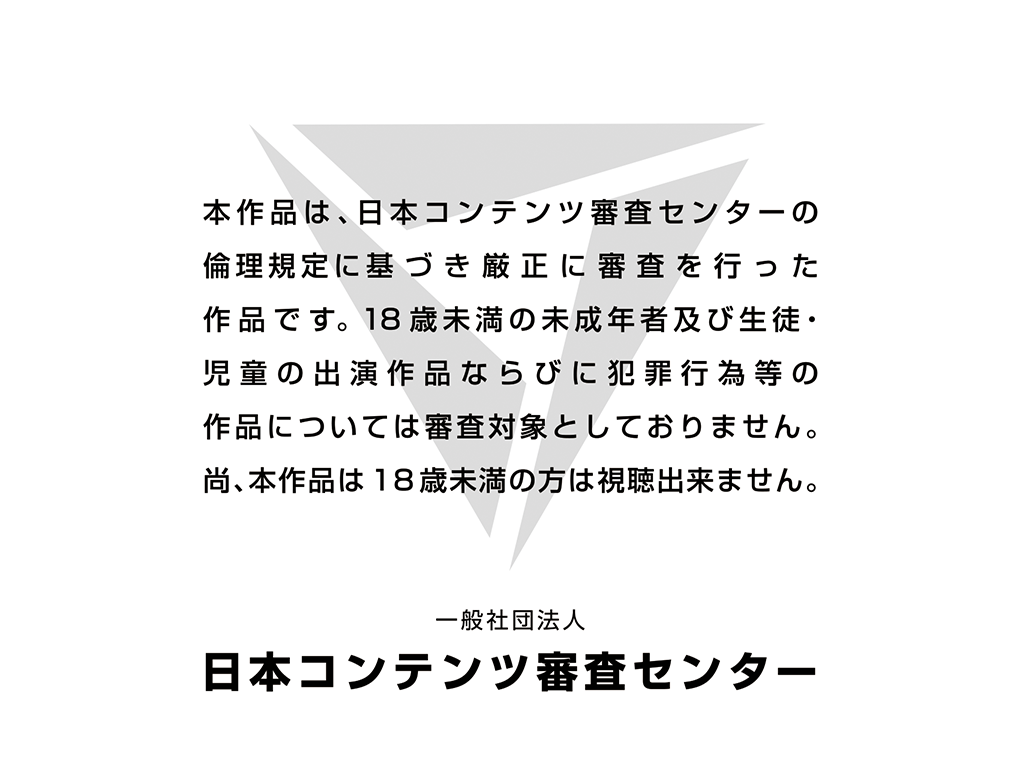 本作品は、日本コンテンツ審査センターの
倫理規定に基づき厳正に審査を行った
作品です。18歳未満の未成年者及び生徒・
児童の出演作品ならびに犯罪行為等の
作品については審査対象としておりません。
尚、本作品は18歳未満の方は視聴出来ません。
一般社団法人
日本コンテンツ審査センター